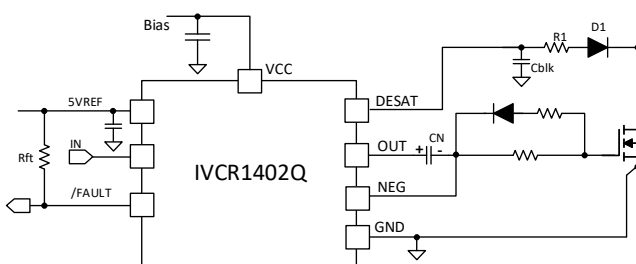 Bias
VCC
R1
D1
Cblk
5VREF
DESAT
IN
Rft
IVCR1402Q
OUT
+
CN
-
/FAULT
NEG
GND